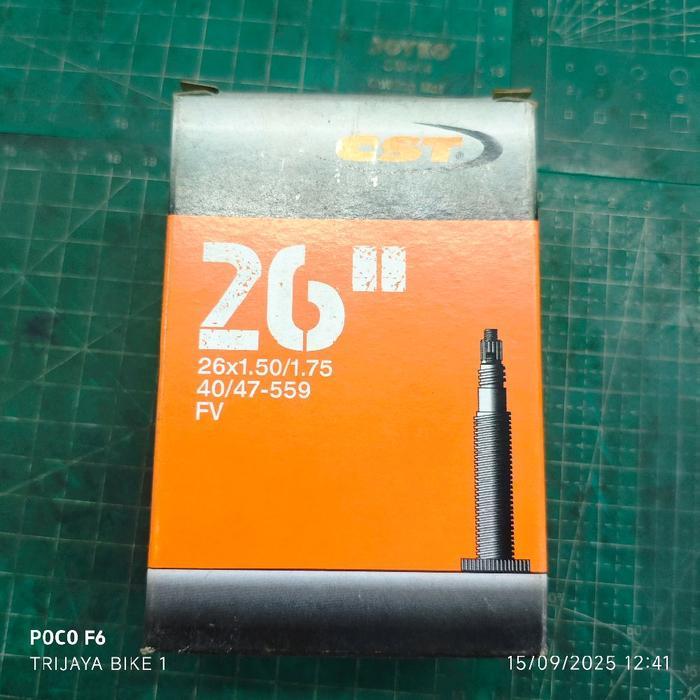 JOYKO
CST
26"
26x1.50/1.75
40/47-559
FV
POCO F6
TRIJAYA BIKE 1
15/09/2025 12:41